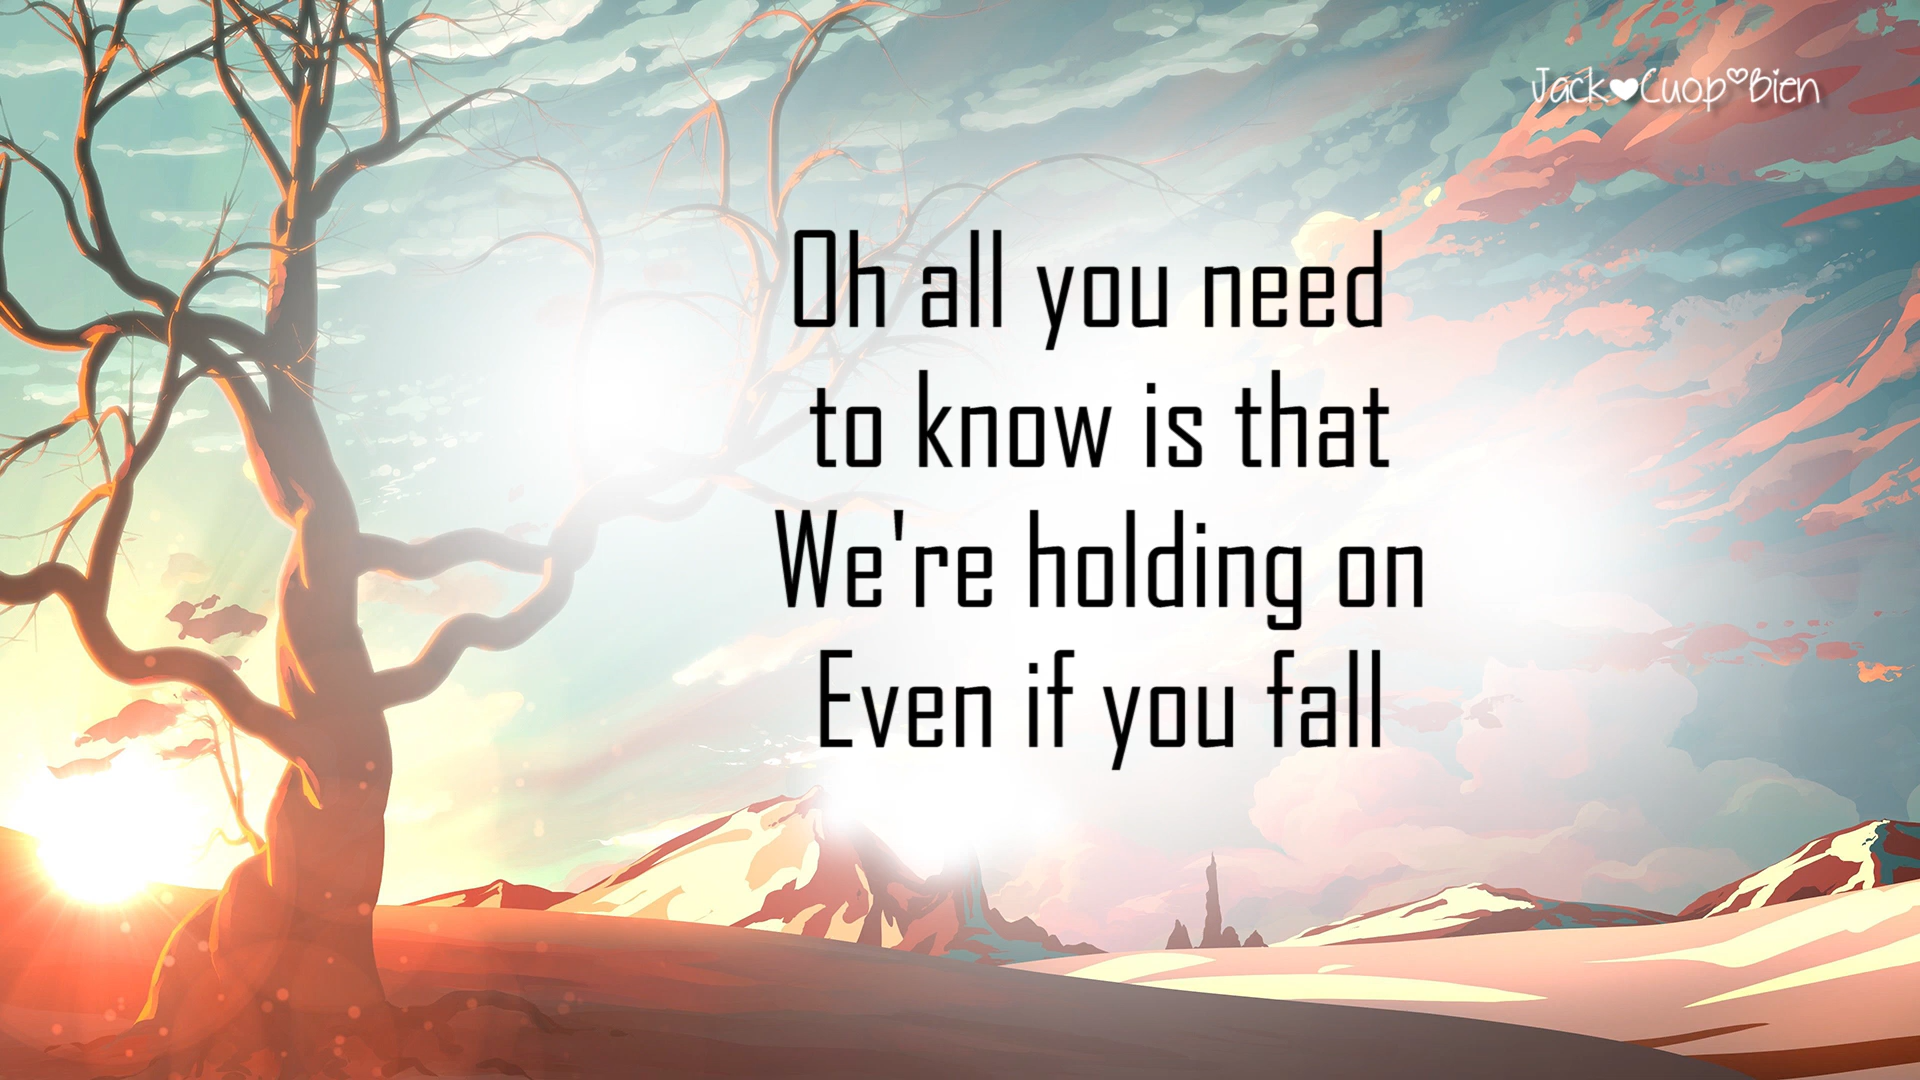 Jack♥Cuop♡Bien
Oh all you need
to know is that
We're holding on
Even if you fall